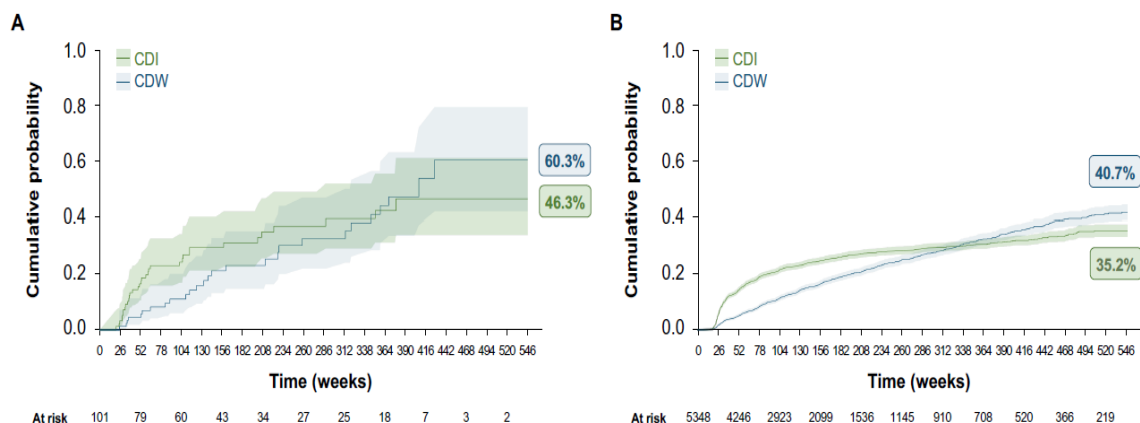 A
Cumulative probability
1.0
0.8
0.6
0.4
0.2
0.0
CDI
CDW
60.3%
46.3%
0 26 52 78 104 130 156 182 208 234 260 286 312 338 364 390 416 442 468 494 520 546
Time (weeks)
At risk 101 79 60 43 34 27 25 18 7 3 2
B
Cumulative probability
1.0
0.8
0.6
0.4
0.2
0.0
CDI
CDW
40.7%
35.2%
0 26 52 78 104 130 156 182 208 234 260 286 312 338 364 390 416 442 468 494 520 546
Time (weeks)
At risk 5348 4246 2923 2099 1536 1145 910 708 520 366 219